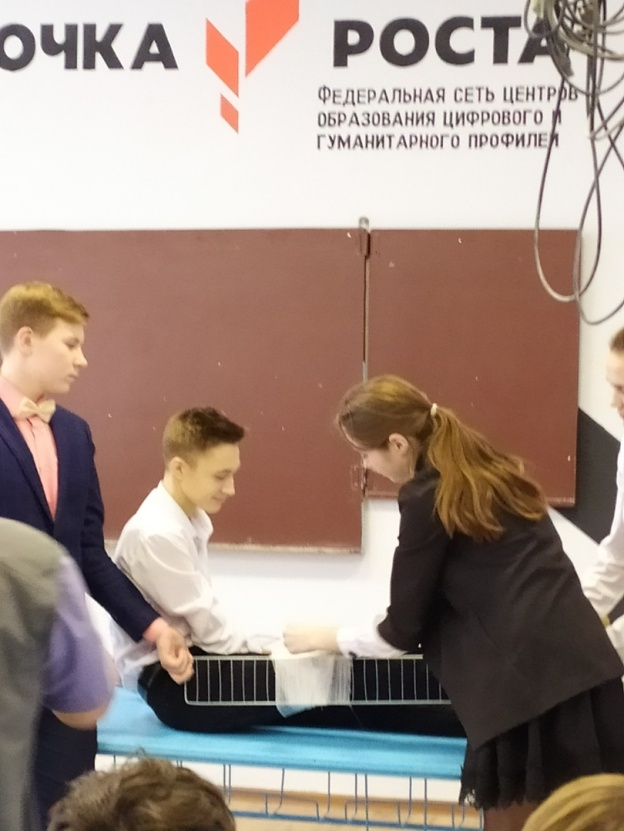 ОЧКА РОСТА
ФЕДЕРАЛЬНАЯ СЕТЬ ЦЕНТРОВ
ОБРАЗОВАНИЯ ЦИФРОВОГО И
ГУМАНИТАРНОГО ПРОФИЛЕЙ